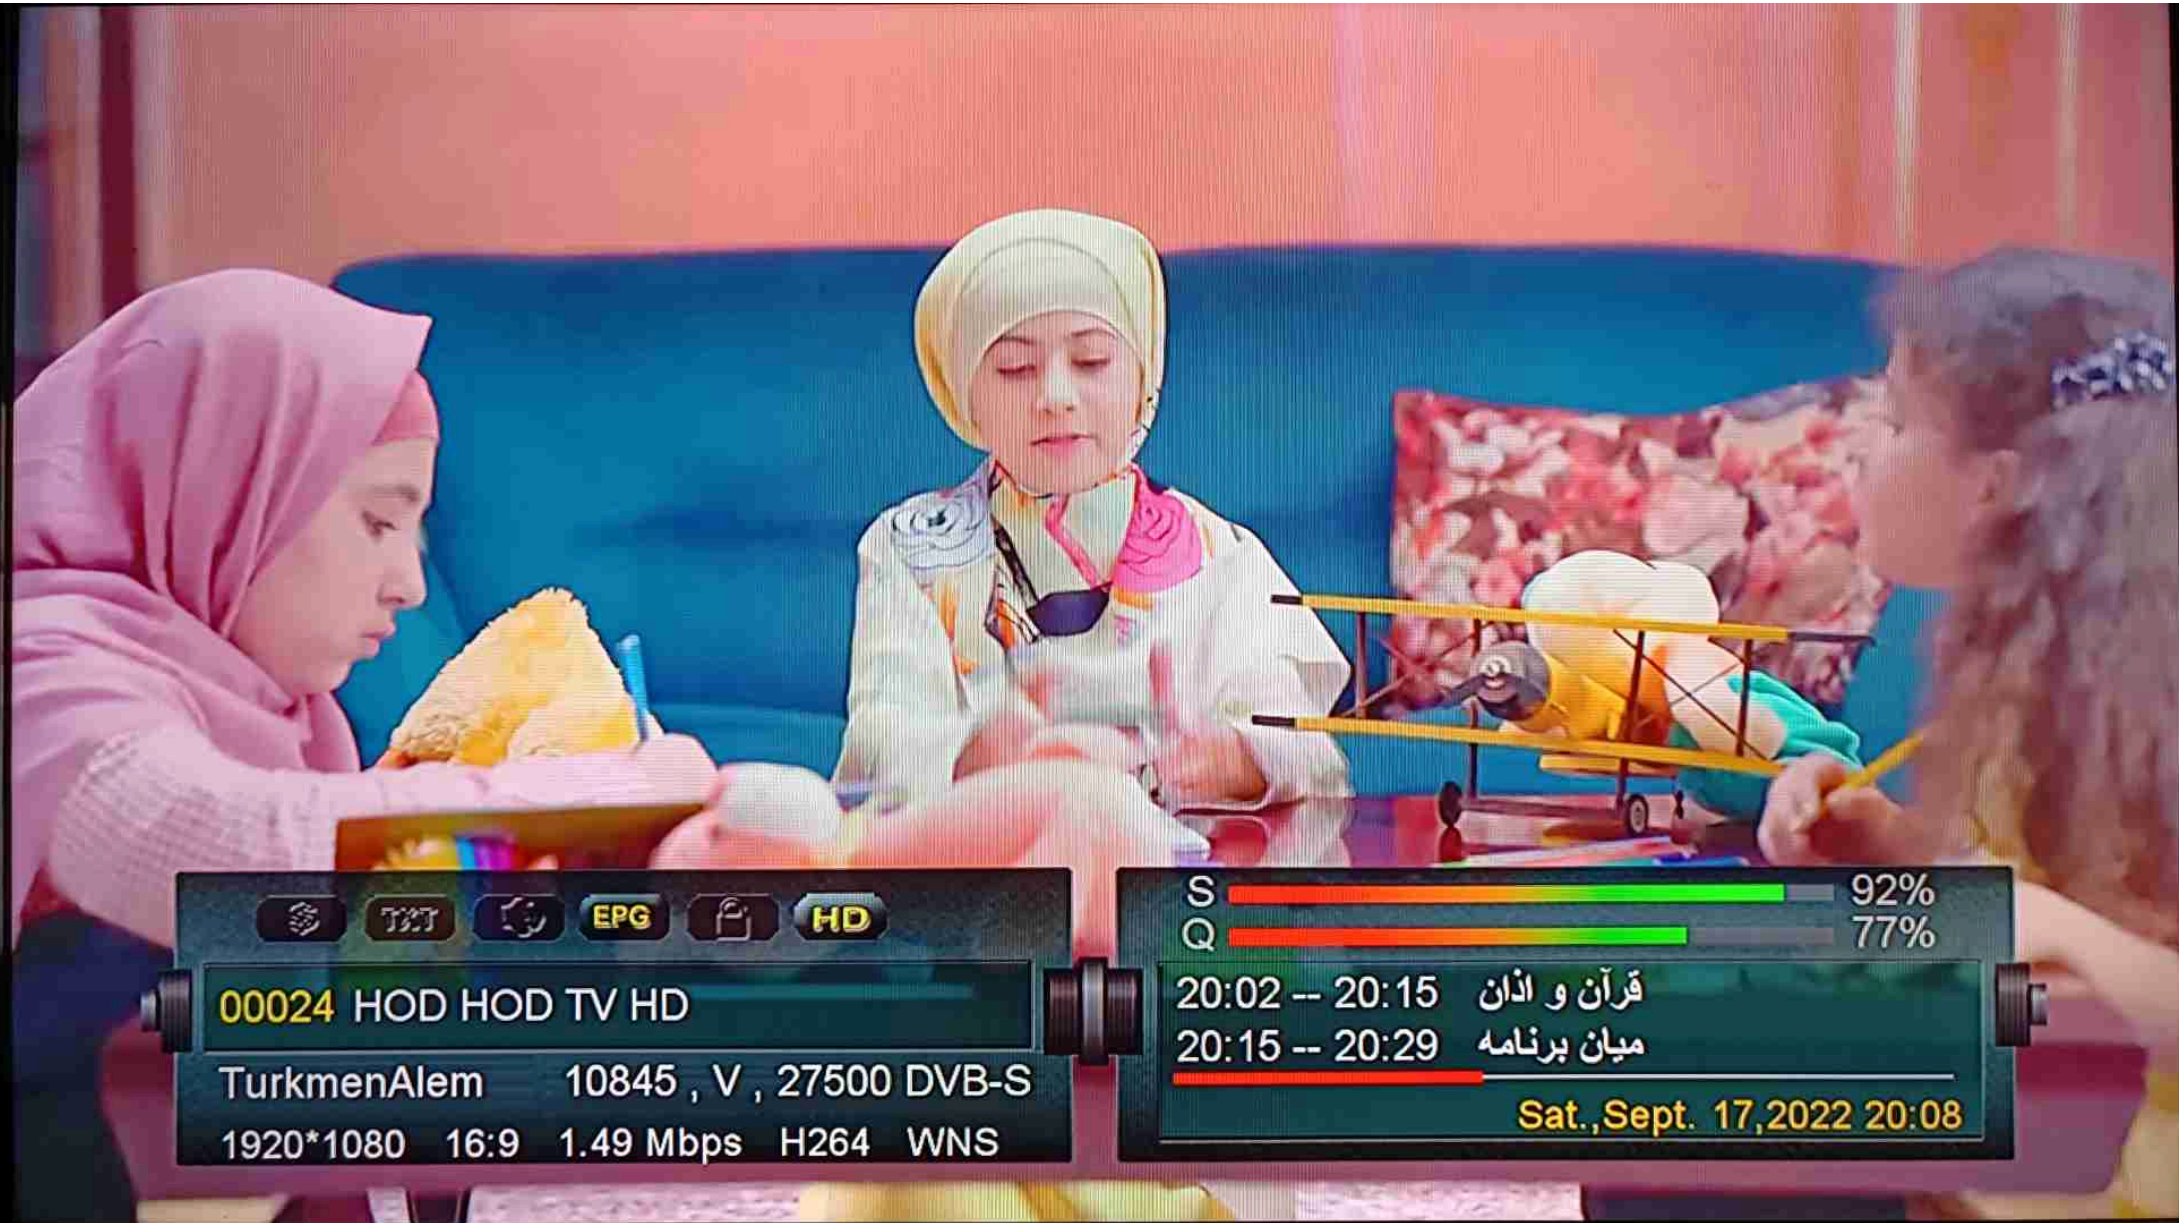 TXT EPG HD
00024 HOD HOD TV HD
TurkmenAlem 10845 , V , 27500 DVB-S
1920*1080 16:9 1.49 Mbps H264 WNS
S 92%
Q 77%
20:02 -- 20:15 قرآن و اذان
20:15 -- 20:29 میان برنامه
Sat.,Sept. 17,2022 20:08